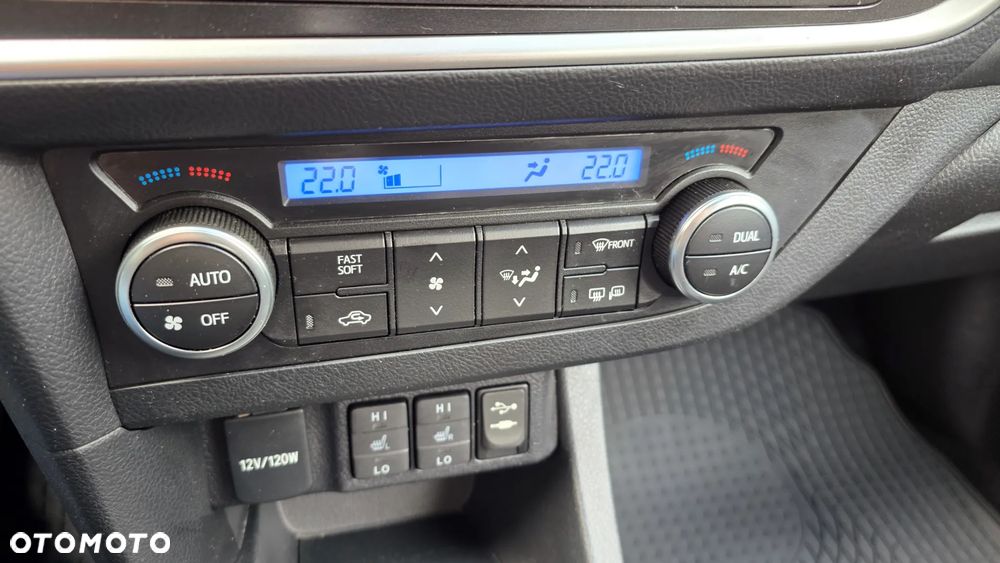 22.0 22.0
AUTO
OFF
FAST
SOFT
FRONT
DUAL
A/C
12V/120W
HI
L
LO
HI
R
LO
OTOMOTO